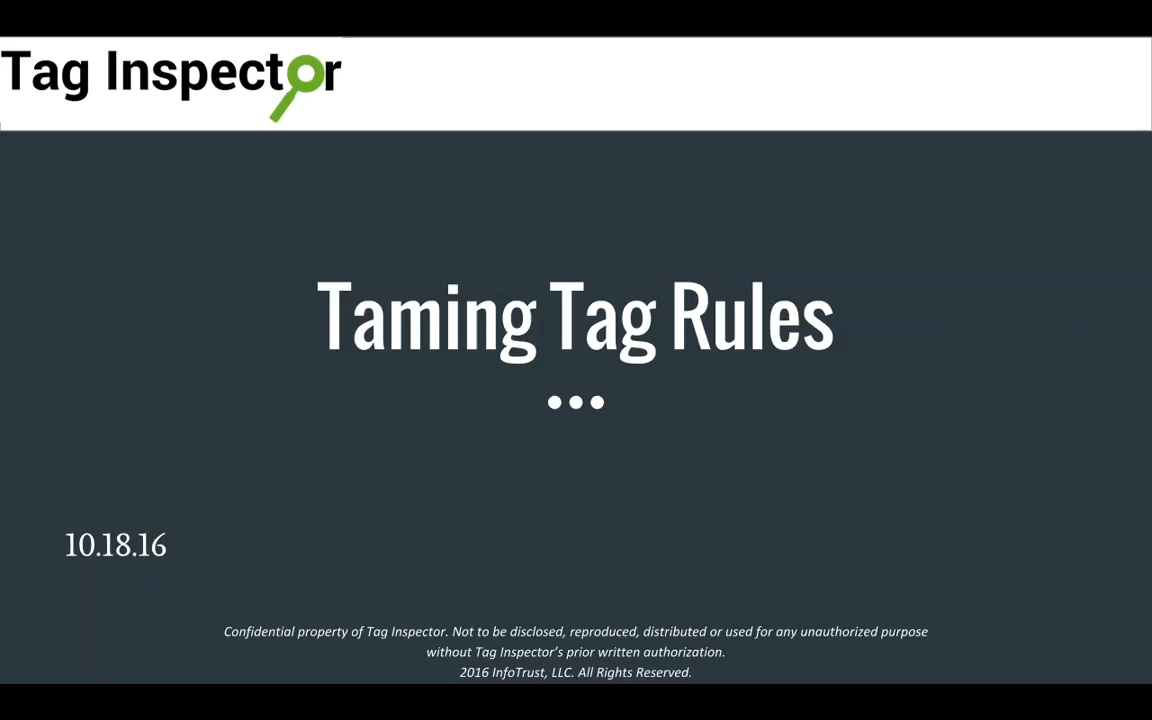 Tag Inspector
Taming Tag Rules
10.18.16
Confidential property of Tag Inspector. Not to be disclosed, reproduced, distributed or used for any unauthorized purpose
without Tag Inspector’s prior written authorization.
2016 InfoTrust, LLC. All Rights Reserved.